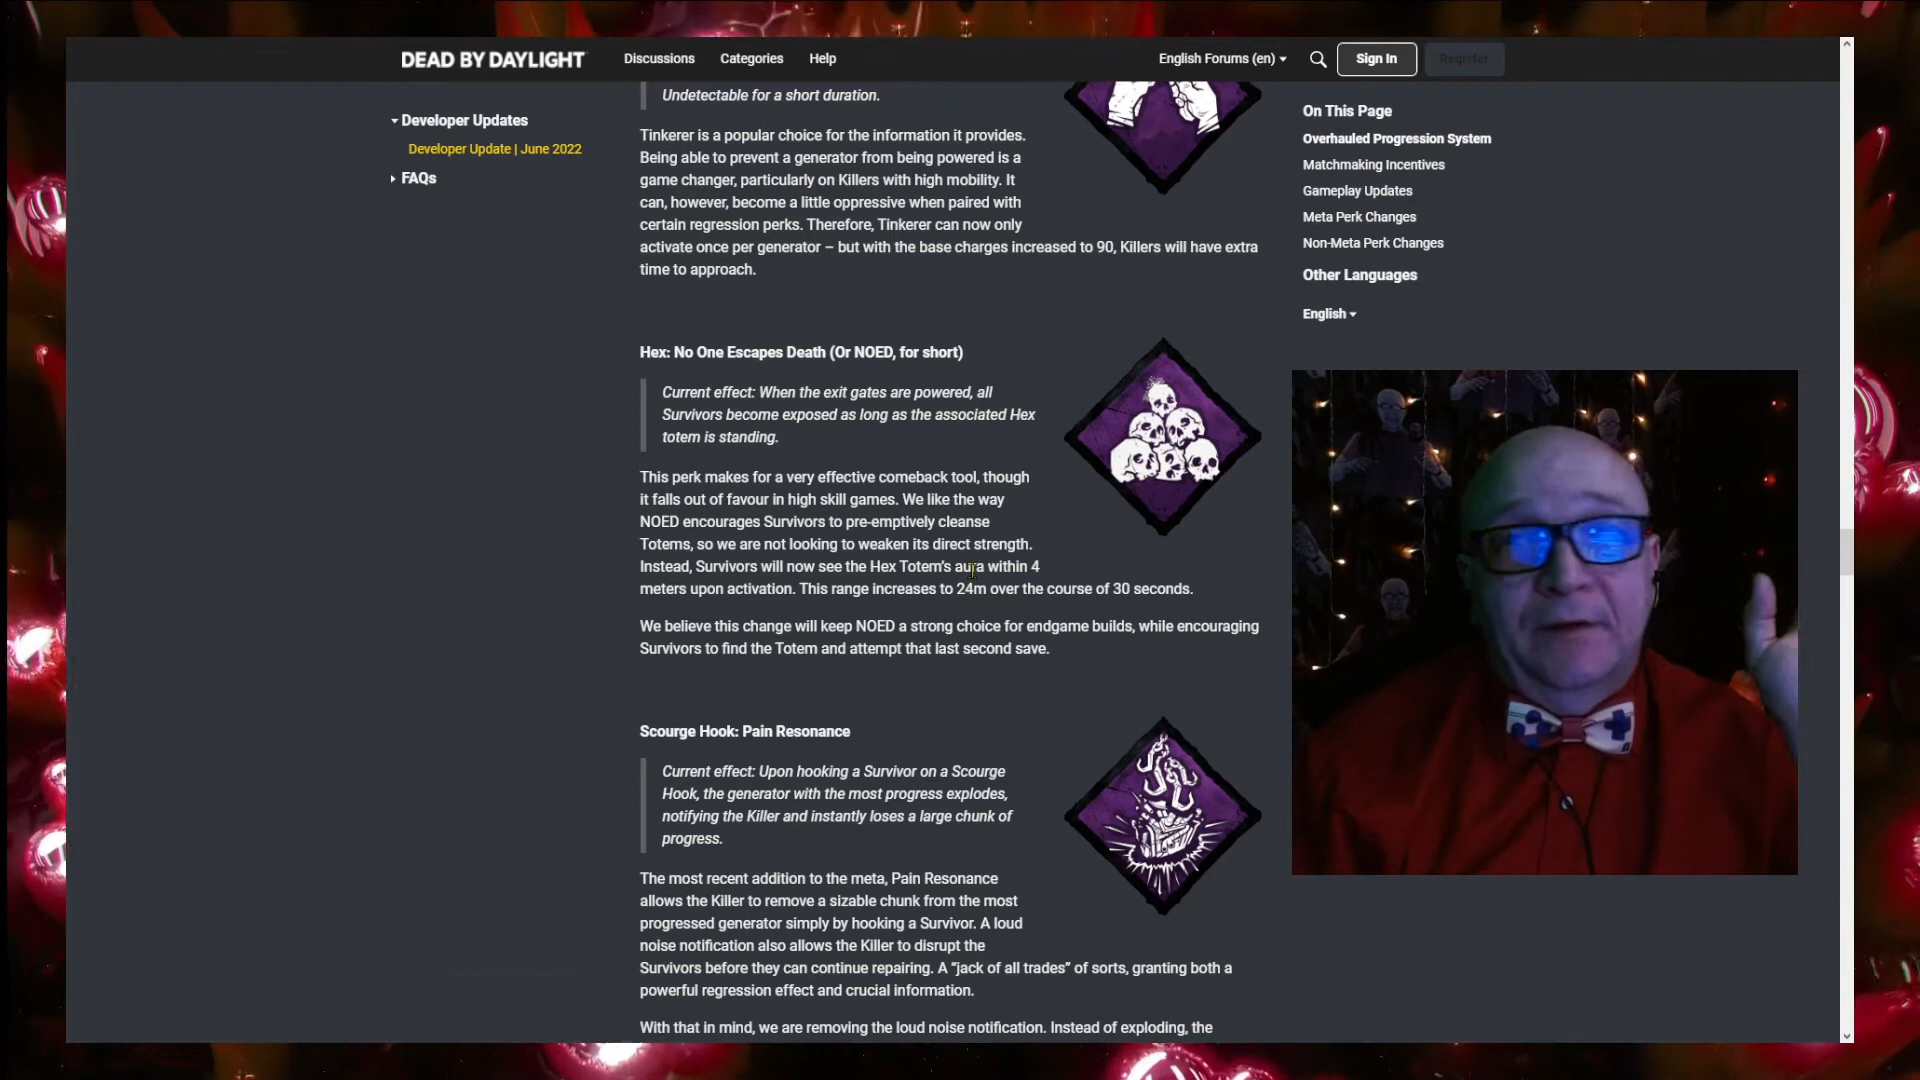 DEAD BY DAYLIGHT
Discussions
Categories
Help
English Forums (en)
Sign In
Register
Developer Updates
Developer Update | June 2022
FAQs
Undetectable for a short duration.
Tinkerer is a popular choice for the information it provides.
Being able to prevent a generator from being powered is a
game changer, particularly on Killers with high mobility. It
can, however, become a little oppressive when paired with
certain regression perks. Therefore, Tinkerer can now only
activate once per generator – but with the base charges increased to 90, Killers will have extra
time to approach.
Hex: No One Escapes Death (Or NOED, for short)
Current effect: When the exit gates are powered, all
Survivors become exposed as long as the associated Hex
totem is standing.
This perk makes for a very effective comeback tool, though
it falls out of favour in high skill games. We like the way
NOED encourages Survivors to pre-emptively cleanse
Totems, so we are not looking to weaken its direct strength.
Instead, Survivors will now see the Hex Totem's aura within 4
meters upon activation. This range increases to 24m over the course of 30 seconds.
We believe this change will keep NOED a strong choice for endgame builds, while encouraging
Survivors to find the Totem and attempt that last second save.
Scourge Hook: Pain Resonance
Current effect: Upon hooking a Survivor on a Scourge
Hook, the generator with the most progress explodes,
notifying the Killer and instantly loses a large chunk of
progress.
The most recent addition to the meta, Pain Resonance
allows the Killer to remove a sizable chunk from the most
progressed generator simply by hooking a Survivor. A loud
noise notification also allows the Killer to disrupt the
Survivors before they can continue repairing. A “jack of all trades” of sorts, granting both a
powerful regression effect and crucial information.
With that in mind, we are removing the loud noise notification. Instead of exploding, the
On This Page
Overhauled Progression System
Matchmaking Incentives
Gameplay Updates
Meta Perk Changes
Non-Meta Perk Changes
Other Languages
English